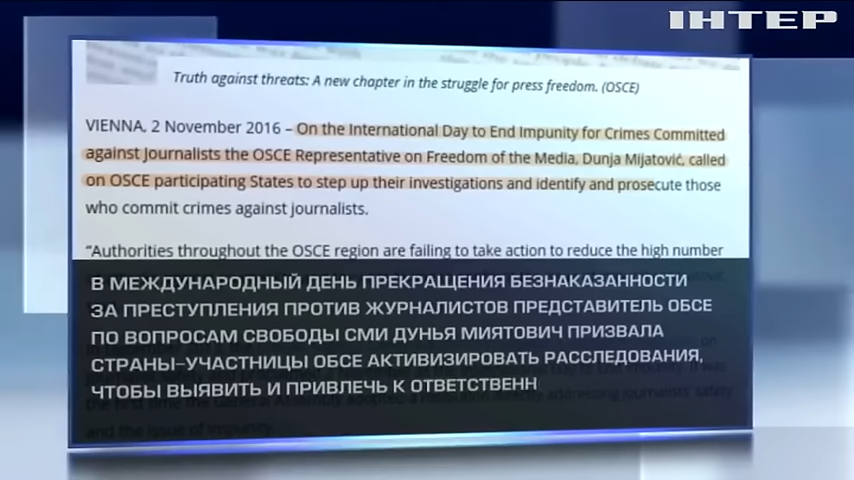 ІНТЕР
Truth against threats: A new chapter in the struggle for press freedom. (OSCE)
VIENNA, 2 November 2016 – On the International Day to End Impunity for Crimes Committed
against Journalists the OSCE Representative on Freedom of the Media, Dunja Mijatović, called
on OSCE participating States to step up their investigations and identify and prosecute those
who commit crimes against journalists.
“Authorities throughout the OSCE region are failing to take action to reduce the high number
В МЕЖДУНАРОДНЫЙ ДЕНЬ ПРЕКРАЩЕНИЯ БЕЗНАКАЗАННОСТИ
ЗА ПРЕСТУПЛЕНИЯ ПРОТИВ ЖУРНАЛИСТОВ ПРЕДСТАВИТЕЛЬ ОБСЕ
ПО ВОПРОСАМ СВОБОДЫ СМИ ДУНЬЯ МИЯТОВИЧ ПРИЗВАЛА
СТРАНЫ-УЧАСТНИЦЫ ОБСЕ АКТИВИЗИРОВАТЬ РАССЛЕДОВАНИЯ,
ЧТОБЫ ВЫЯВИТЬ И ПРИВЛЕЧЬ К ОТВЕТСТВЕНН
and the issue of impunity.